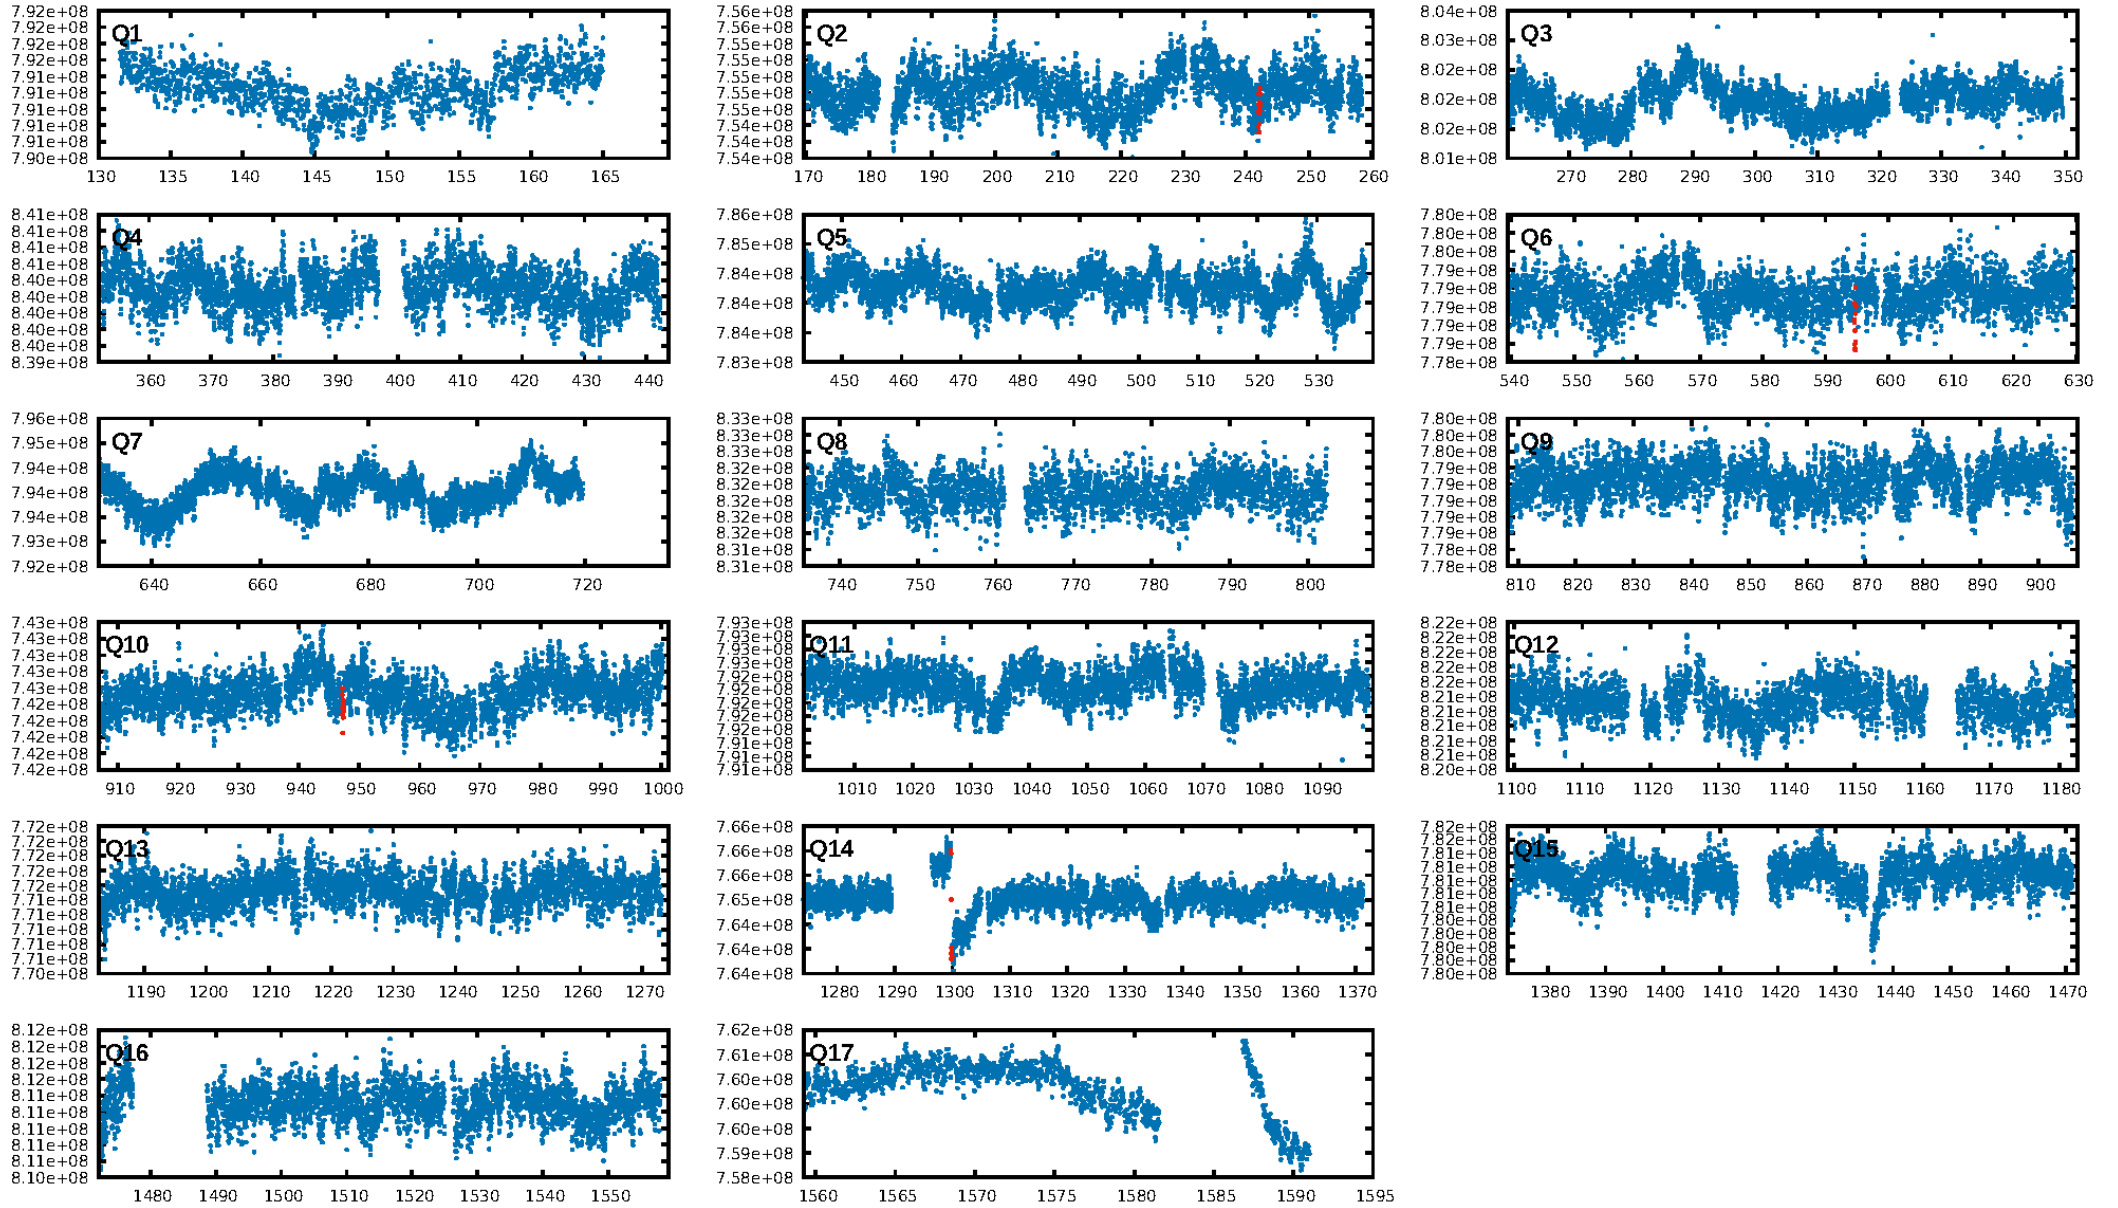 7.92e+08
7.92e+08
7.92e+08
7.92e+08
7.91e+08
7.91e+08
7.91e+08
7.91e+08
7.91e+08
7.90e+08
Q1
130 135 140 145 150 155 160 165
7.56e+08
7.56e+08
7.55e+08
7.55e+08
7.55e+08
7.55e+08
7.55e+08
7.54e+08
7.54e+08
7.54e+08
Q2
170 180 190 200 210 220 230 240 250 260
8.04e+08
8.03e+08
8.02e+08
8.02e+08
8.02e+08
8.01e+08
Q3
270 280 290 300 310 320 330 340 350
8.41e+08
8.41e+08
8.41e+08
8.41e+08
8.40e+08
8.40e+08
8.40e+08
8.40e+08
8.40e+08
8.39e+08
Q4
360 370 380 390 400 410 420 430 440
7.86e+08
7.85e+08
7.84e+08
7.84e+08
7.84e+08
7.83e+08
Q5
450 460 470 480 490 500 510 520 530
7.80e+08
7.80e+08
7.80e+08
7.79e+08
7.79e+08
7.79e+08
7.79e+08
7.79e+08
7.78e+08
Q6
540 550 560 570 580 590 600 610 620 630
7.96e+08
7.95e+08
7.94e+08
7.94e+08
7.94e+08
7.93e+08
7.92e+08
Q7
640 660 680 700 720
8.33e+08
8.33e+08
8.33e+08
8.32e+08
8.32e+08
8.32e+08
8.32e+08
8.32e+08
8.31e+08
8.31e+08
Q8
740 750 760 770 780 790 800
7.80e+08
7.80e+08
7.79e+08
7.79e+08
7.79e+08
7.79e+08
7.79e+08
7.79e+08
7.78e+08
7.78e+08
Q9
810 820 830 840 850 860 870 880 890 900
7.43e+08
7.43e+08
7.43e+08
7.43e+08
7.43e+08
7.42e+08
7.42e+08
7.42e+08
7.42e+08
7.42e+08
Q10
910 920 930 940 950 960 970 980 990 1000
7.93e+08
7.93e+08
7.93e+08
7.93e+08
7.92e+08
7.92e+08
7.92e+08
7.92e+08
7.92e+08
7.91e+08
7.91e+08
7.91e+08
Q11
1010 1020 1030 1040 1050 1060 1070 1080 1090
8.22e+08
8.22e+08
8.22e+08
8.22e+08
8.21e+08
8.21e+08
8.21e+08
8.21e+08
8.21e+08
8.21e+08
8.20e+08
Q12
1100 1110 1120 1130 1140 1150 1160 1170 1180
7.72e+08
7.72e+08
7.72e+08
7.72e+08
7.72e+08
7.72e+08
7.71e+08
7.71e+08
7.71e+08
7.71e+08
7.70e+08
Q13
1190 1200 1210 1220 1230 1240 1250 1260 1270
7.66e+08
7.66e+08
7.66e+08
7.65e+08
7.64e+08
7.64e+08
7.64e+08
Q14
1280 1290 1300 1310 1320 1330 1340 1350 1360 1370
7.82e+08
7.82e+08
7.81e+08
7.81e+08
7.81e+08
7.81e+08
7.81e+08
7.80e+08
7.80e+08
7.80e+08
7.80e+08
7.80e+08
Q15
1380 1390 1400 1410 1420 1430 1440 1450 1460 1470
8.12e+08
8.12e+08
8.12e+08
8.12e+08
8.11e+08
8.11e+08
8.11e+08
8.11e+08
8.11e+08
8.10e+08
Q16
1480 1490 1500 1510 1520 1530 1540 1550
7.62e+08
7.61e+08
7.60e+08
7.60e+08
7.60e+08
7.59e+08
7.58e+08
Q17
1560 1565 1570 1575 1580 1585 1590 1595